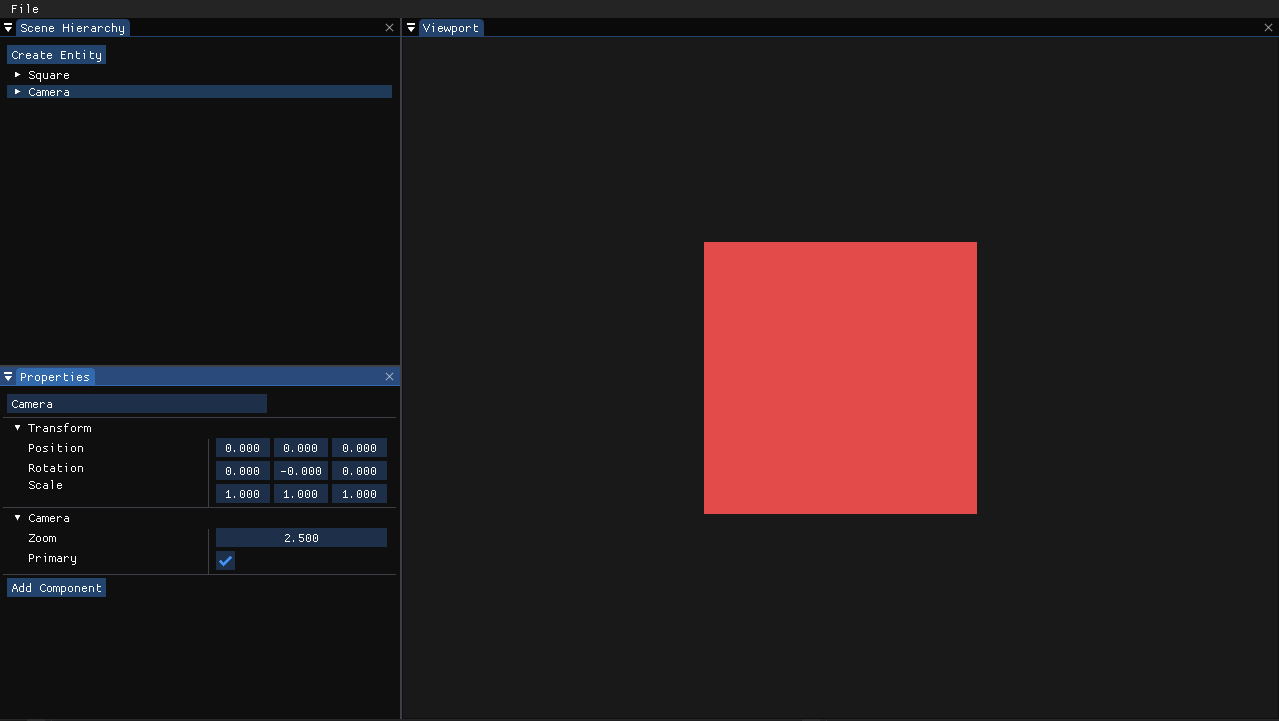 File
Scene Hierarchy
Create Entity
Square
Camera
Properties
Camera
Transform
Position 0.000 0.000 0.000
Rotation 0.000 -0.000 0.000
Scale 1.000 1.000 1.000
Camera
Zoom 2.500
Primary
Add Component
Viewport